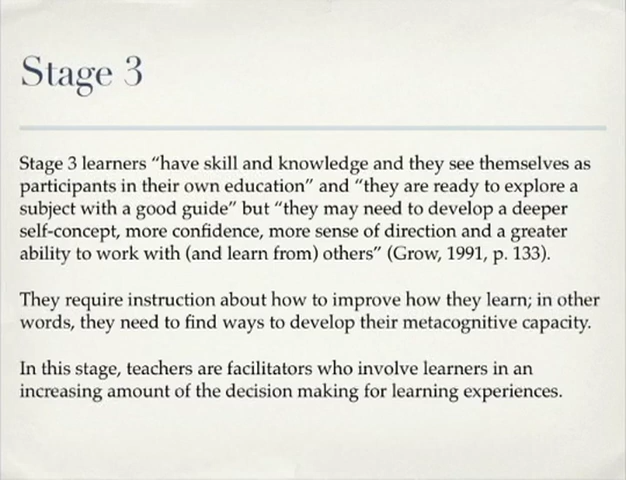 Stage 3
Stage 3 learners “have skill and knowledge and they see themselves as
participants in their own education” and “they are ready to explore a
subject with a good guide” but “they may need to develop a deeper
self-concept, more confidence, more sense of direction and a greater
ability to work with (and learn from) others” (Grow, 1991, p. 133).
They require instruction about how to improve how they learn; in other
words, they need to find ways to develop their metacognitive capacity.
In this stage, teachers are facilitators who involve learners in an
increasing amount of the decision making for learning experiences.